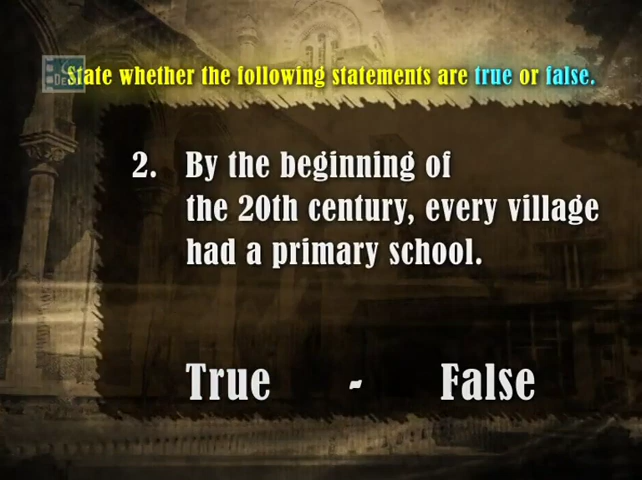 State whether the following statements are true or false.
2. By the beginning of
the 20th century, every village
had a primary school.
True - False